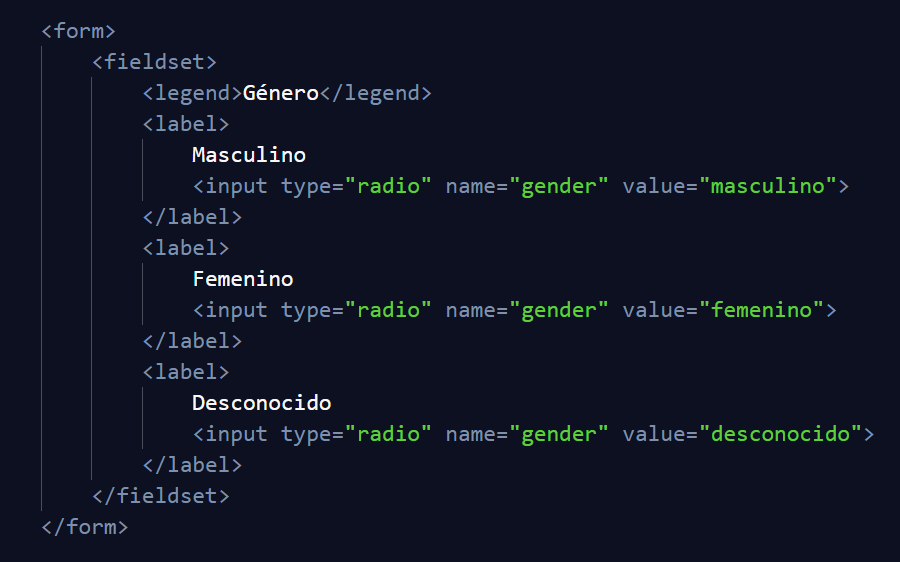 <form>
<fieldset>
<legend>Género</legend>
<label>
Masculino
<input type="radio" name="gender" value="masculino">
</label>
<label>
Femenino
<input type="radio" name="gender" value="femenino">
</label>
<label>
Desconocido
<input type="radio" name="gender" value="desconocido">
</label>
</fieldset>
</form>